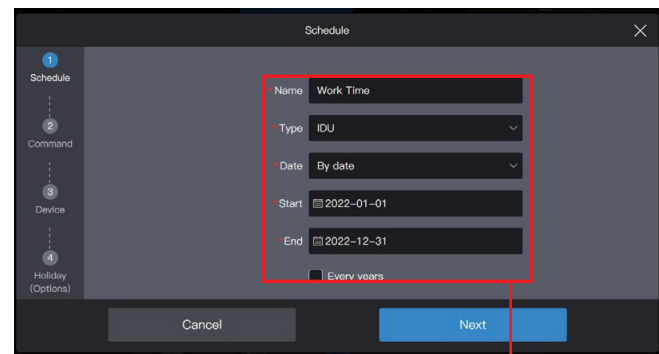 Schedule
1
Schedule
2
Command
3
Device
4
Holiday
(Options)
* Name Work Time
* Type IDU
* Date By date
* Start 2022-01-01
* End 2022-12-31
Every years
Cancel Next